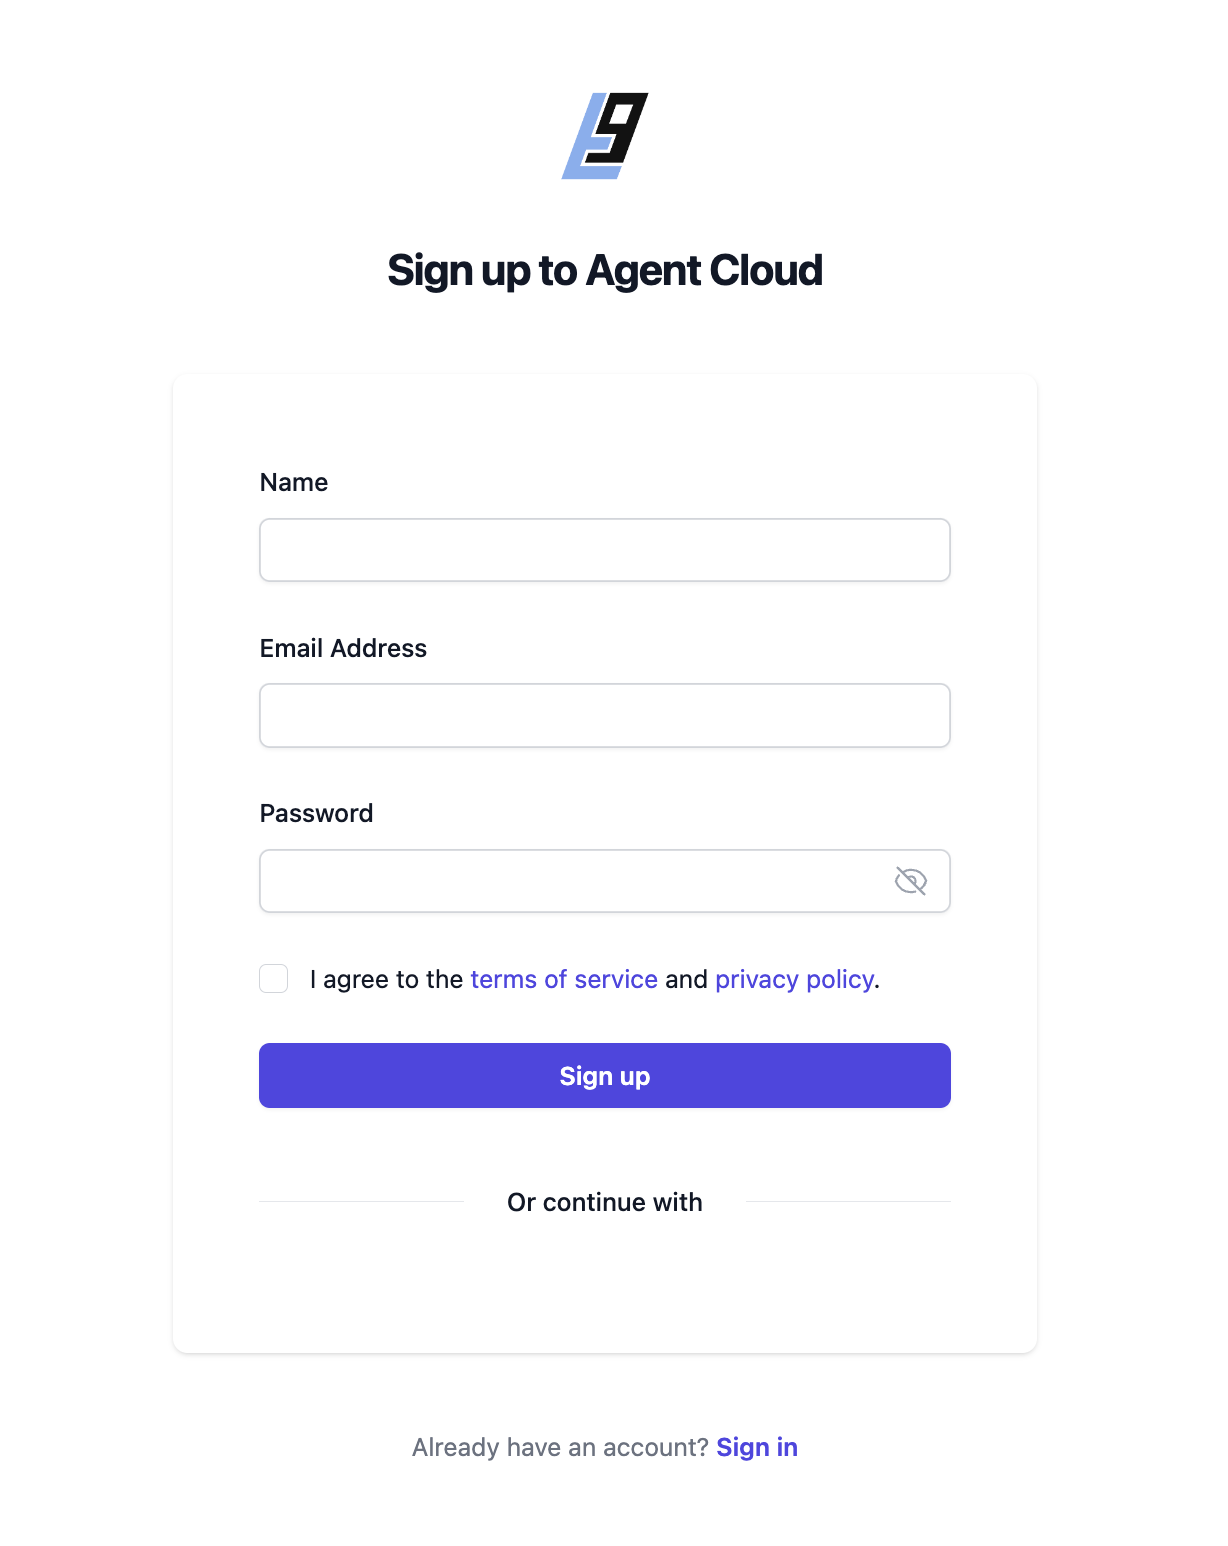 Sign up to Agent Cloud
Name
Email Address
Password
I agree to the terms of service and privacy policy.
Sign up
Or continue with
Already have an account? Sign in